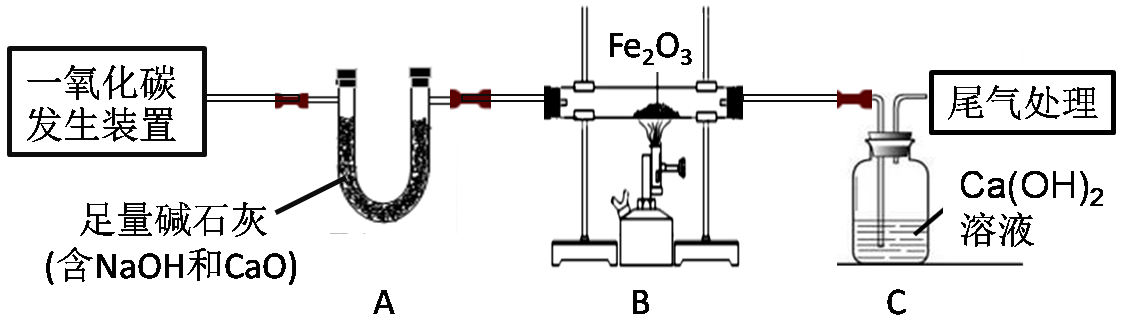 一氧化碳
发生装置
足量碱石灰
(含NaOH和CaO)
A
Fe₂O₃
B
尾气处理
Ca(OH)₂
溶液
C